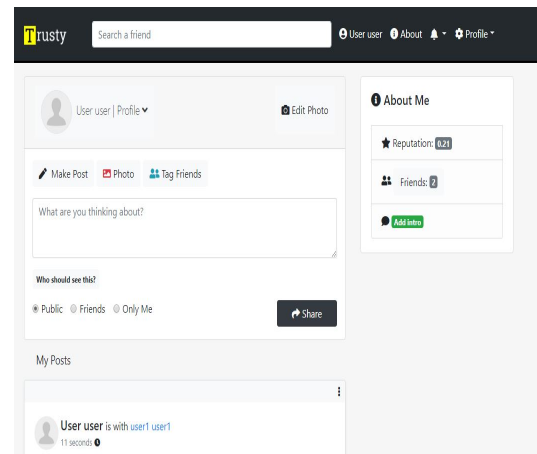 Trusty
Search a friend
User user
About
Profile
User user | Profile
Edit Photo
Make Post
Photo
Tag Friends
What are you thinking about?
Who should see this?
Public
Friends
Only Me
Share
My Posts
User user is with user1 user1
11 seconds
About Me
Reputation: 0.21
Friends: 2
Add intro